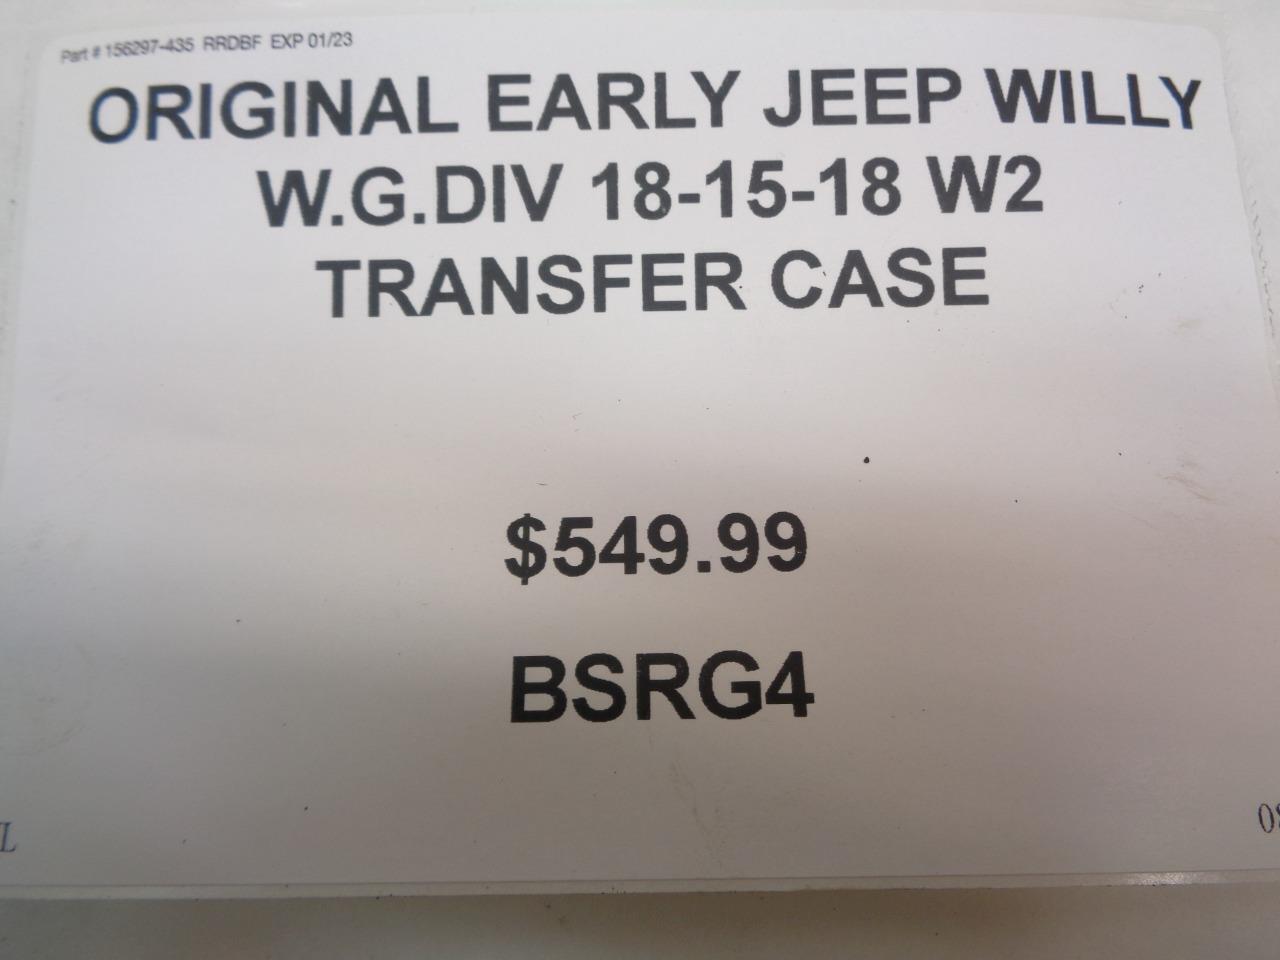 Part # 156297-435 RRDBF EXP 01/23
ORIGINAL EARLY JEEP WILLY
W.G.DIV 18-15-18 W2
TRANSFER CASE
$549.99
BSRG4